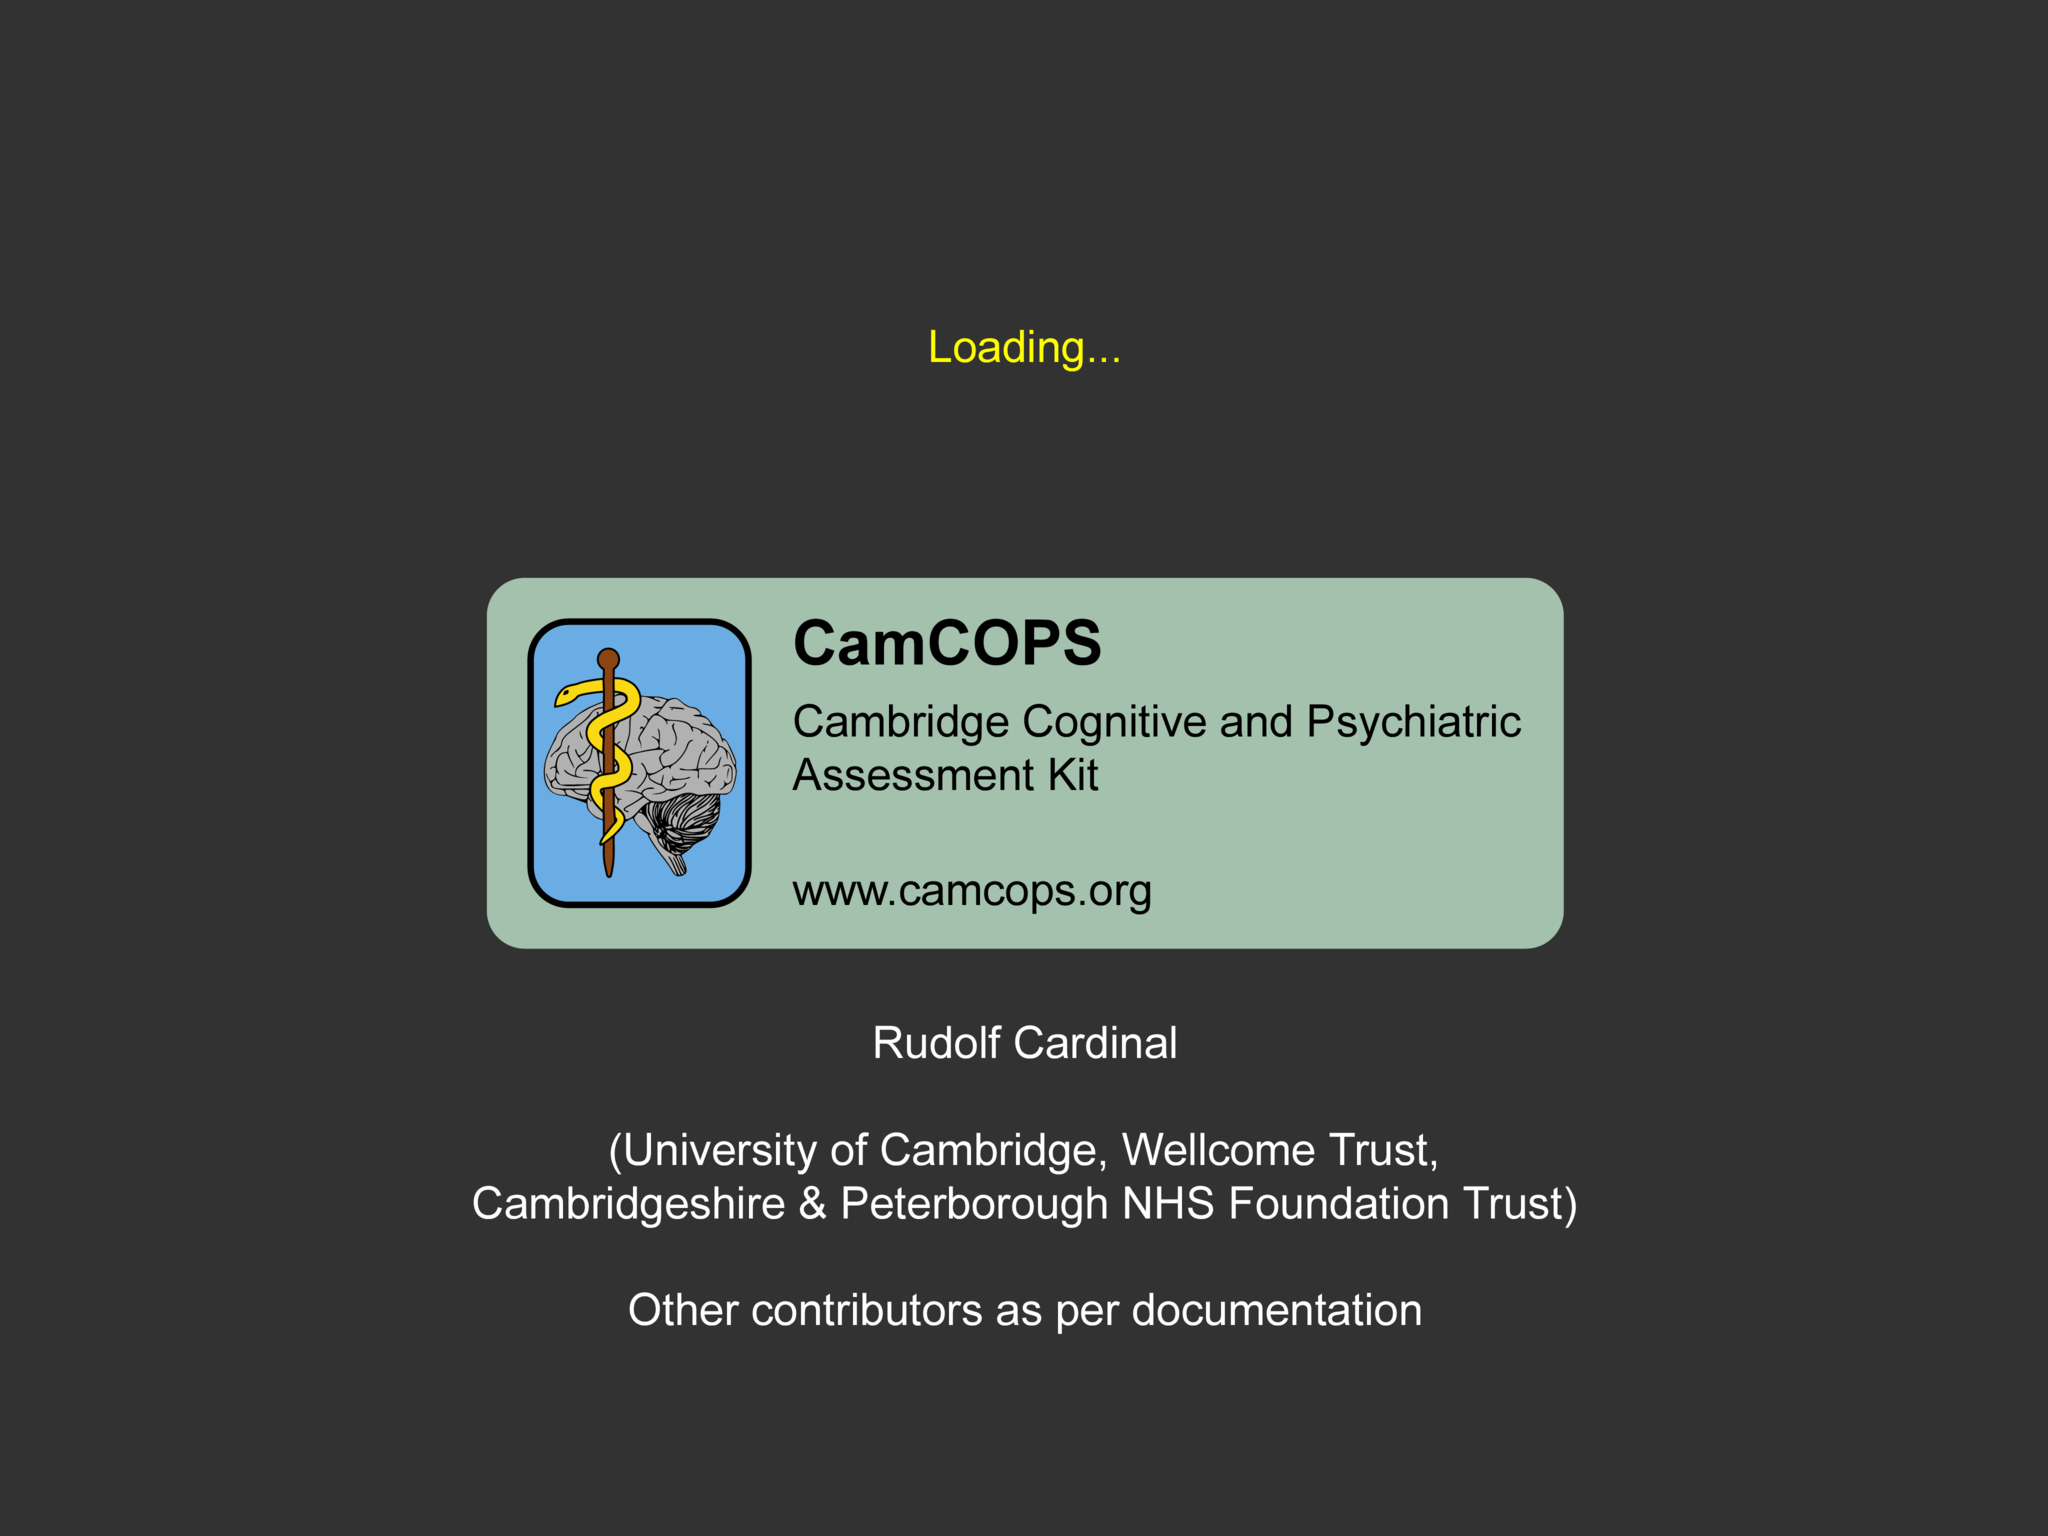 Loading...
CamCOPS
Cambridge Cognitive and Psychiatric
Assessment Kit
www.camcops.org
Rudolf Cardinal
(University of Cambridge, Wellcome Trust,
Cambridgeshire & Peterborough NHS Foundation Trust)
Other contributors as per documentation